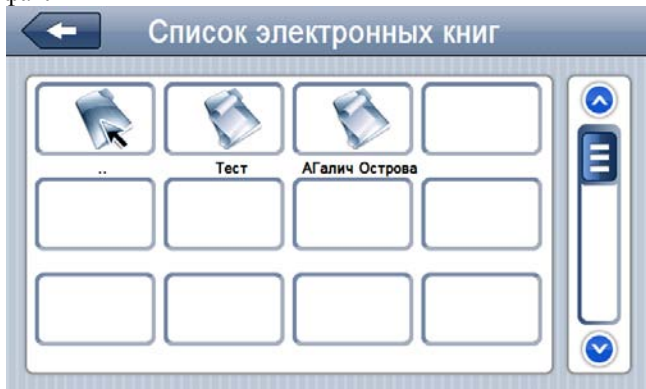 Список электронных книг
..
Тест
АГалич Острова